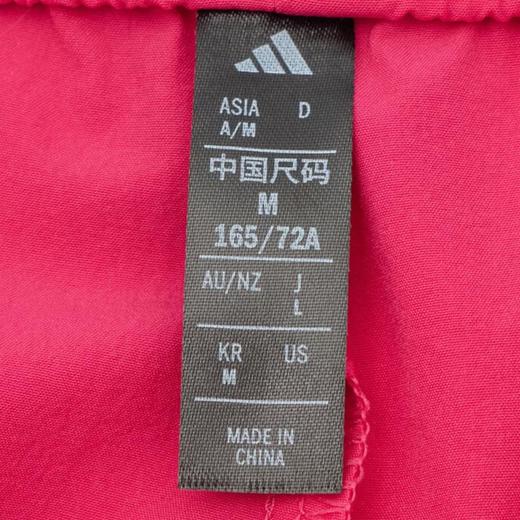 ASIA D
A/M
中国尺码
M
165/72A
AU/NZ J
L
KR US
M
MADE IN
CHINA